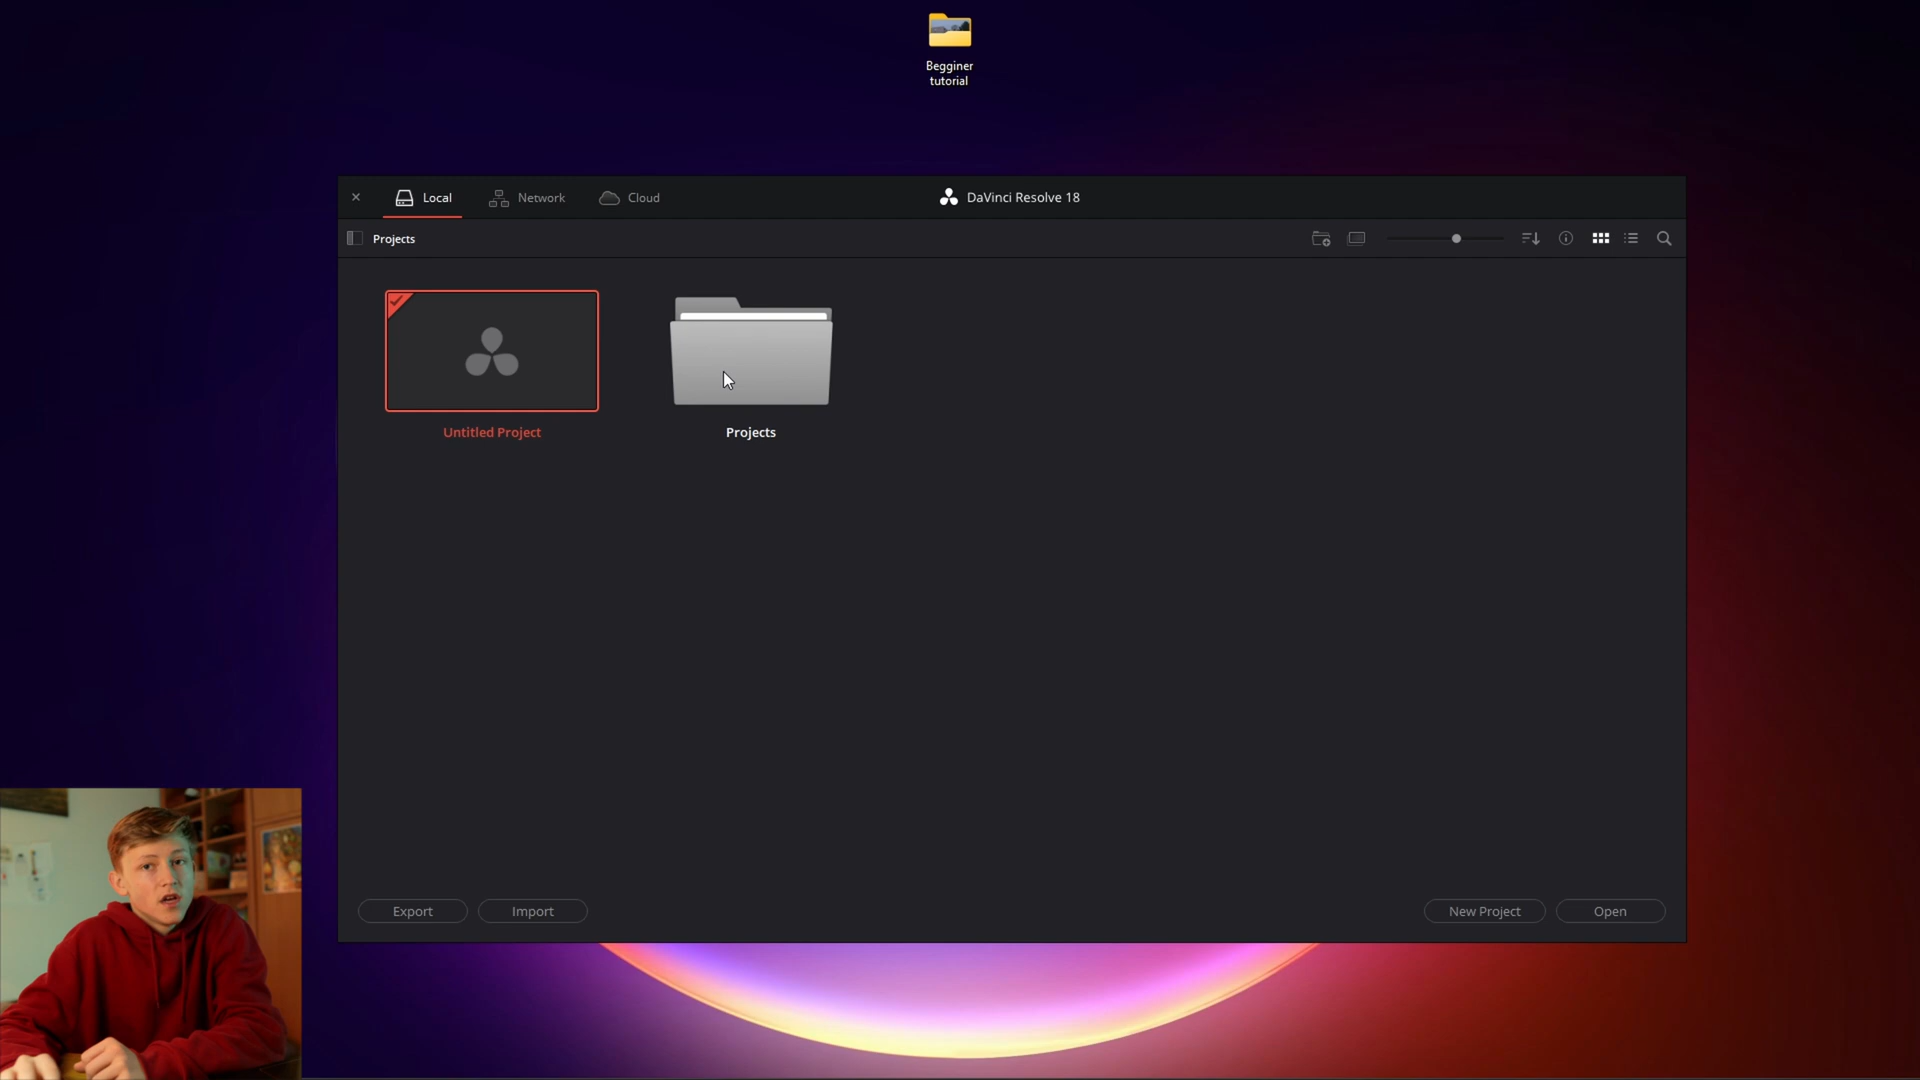 Begginer
tutorial
Local
Network
Cloud
DaVinci Resolve 18
Projects
Untitled Project
Projects
Export
Import
New Project
Open